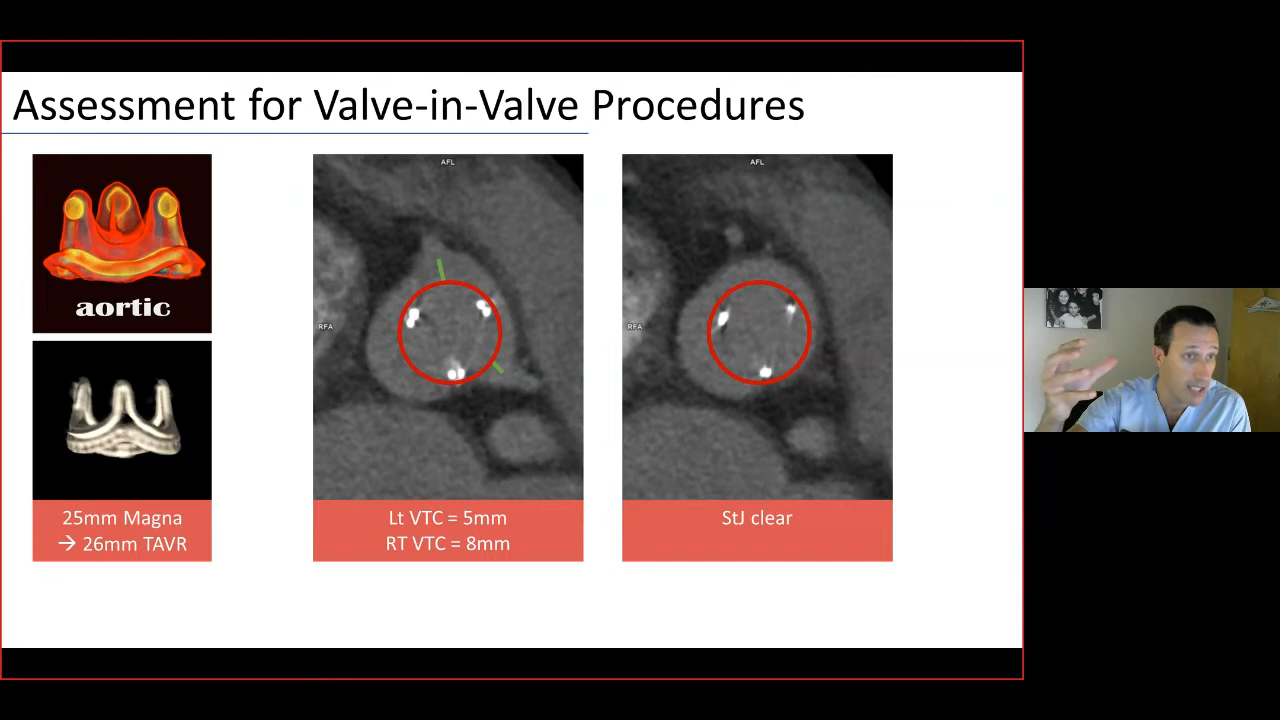 Assessment for Valve-in-Valve Procedures
aortic
25mm Magna
→ 26mm TAVR
AFL
RFA
Lt VTC = 5mm
RT VTC = 8mm
AFL
RFA
StJ clear